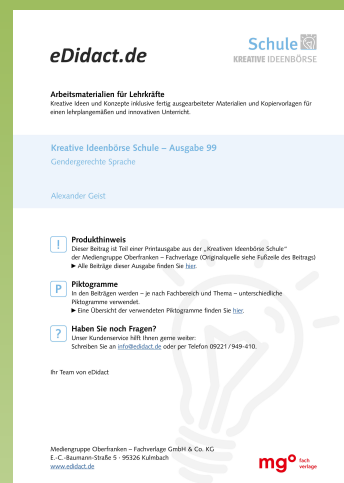 eDidact.de
Schule
KREATIVE IDEENBÖRSE
Arbeitsmaterialien für Lehrkräfte
Kreative Ideen und Konzepte inklusive fertig ausgearbeiteter Materialien und Kopiervorlagen für
einen lehrplangemäßen und innovativen Unterricht.
Kreative Ideenbörse Schule – Ausgabe 99
Gendergerechte Sprache
Alexander Geist
!
Produkthinweis
Dieser Beitrag ist Teil einer Printausgabe aus der „Kreativen Ideenbörse Schule“
der Mediengruppe Oberfranken – Fachverlage (Originalquelle siehe Fußzeile des Beitrags)
▶ Alle Beiträge dieser Ausgabe finden Sie hier.
P
Piktogramme
In den Beiträgen werden – je nach Fachbereich und Thema – unterschiedliche
Piktogramme verwendet.
▶ Eine Übersicht der verwendeten Piktogramme finden Sie hier.
?
Haben Sie noch Fragen?
Unser Kundenservice hilft Ihnen gerne weiter:
Schreiben Sie an info@edidact.de oder per Telefon 09221/949-410.
Ihr Team von eDidact
Mediengruppe Oberfranken – Fachverlage GmbH & Co. KG
E.-C.-Baumann-Straße 5 · 95326 Kulmbach
www.edidact.de
mgo fach
verlage